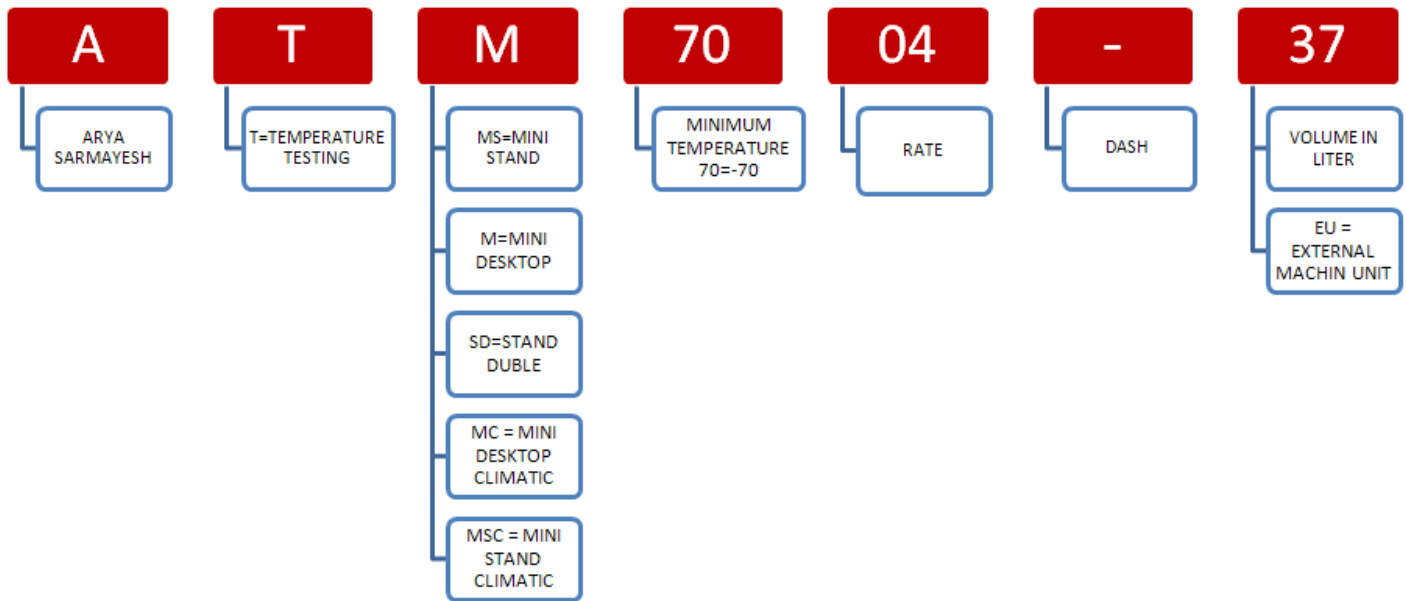 A
T
M
70
04
-
37
ARYA
SARMAYESH
T=TEMPERATURE
TESTING
MS=MINI
STAND
M=MINI
DESKTOP
SD=STAND
DUBLE
MC = MINI
DESKTOP
CLIMATIC
MSC = MINI
STAND
CLIMATIC
MINIMUM
TEMPERATURE
70=-70
RATE
DASH
VOLUME IN
LITER
EU =
EXTERNAL
MACHIN UNIT